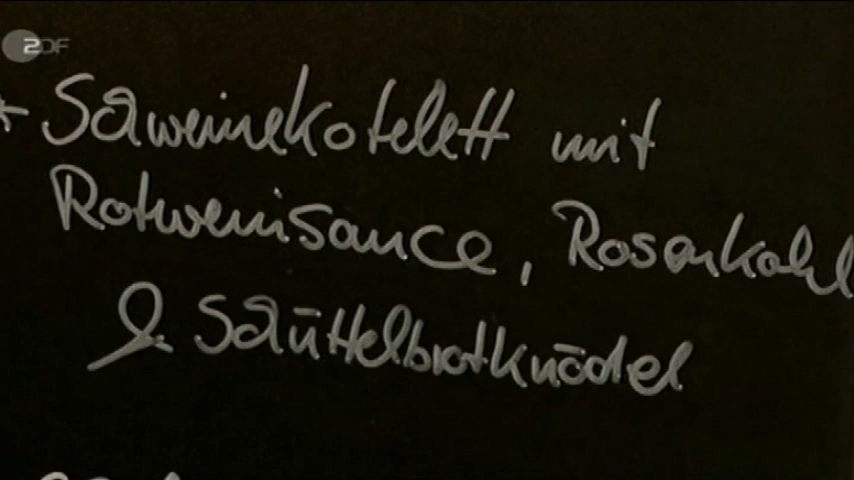 ZDF
* Schweinekotelett mit
Rotweinsauce, Rosenkohl
& Schüttelbrotknödel